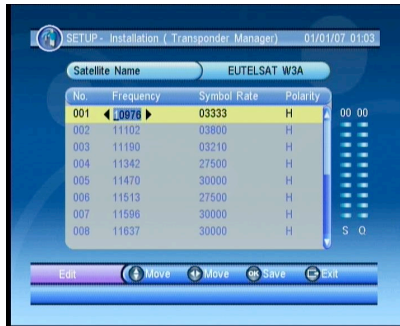 SETUP - Installation ( Transponder Manager) 01/01/07 01:03
Satellite Name EUTELSAT W3A
No. Frequency Symbol Rate Polarity
001 10976 03333 H 00 00
002 11102 03800 H
003 11190 03210 H
004 11342 27500 H
005 11470 30000 H
006 11513 27500 H
007 11596 30000 H
008 11637 30000 H S Q
Edit Move Move OK Save Exit